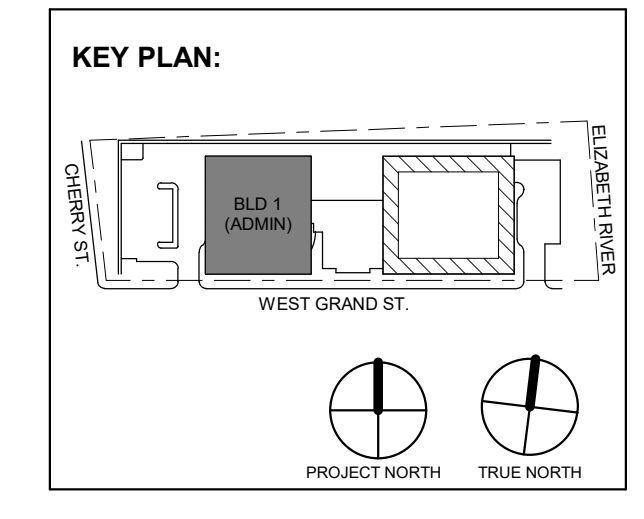 KEY PLAN:
CHERRY ST.
BLD 1
(ADMIN)
ELIZABETH RIVER
WEST GRAND ST.
PROJECT NORTH
TRUE NORTH